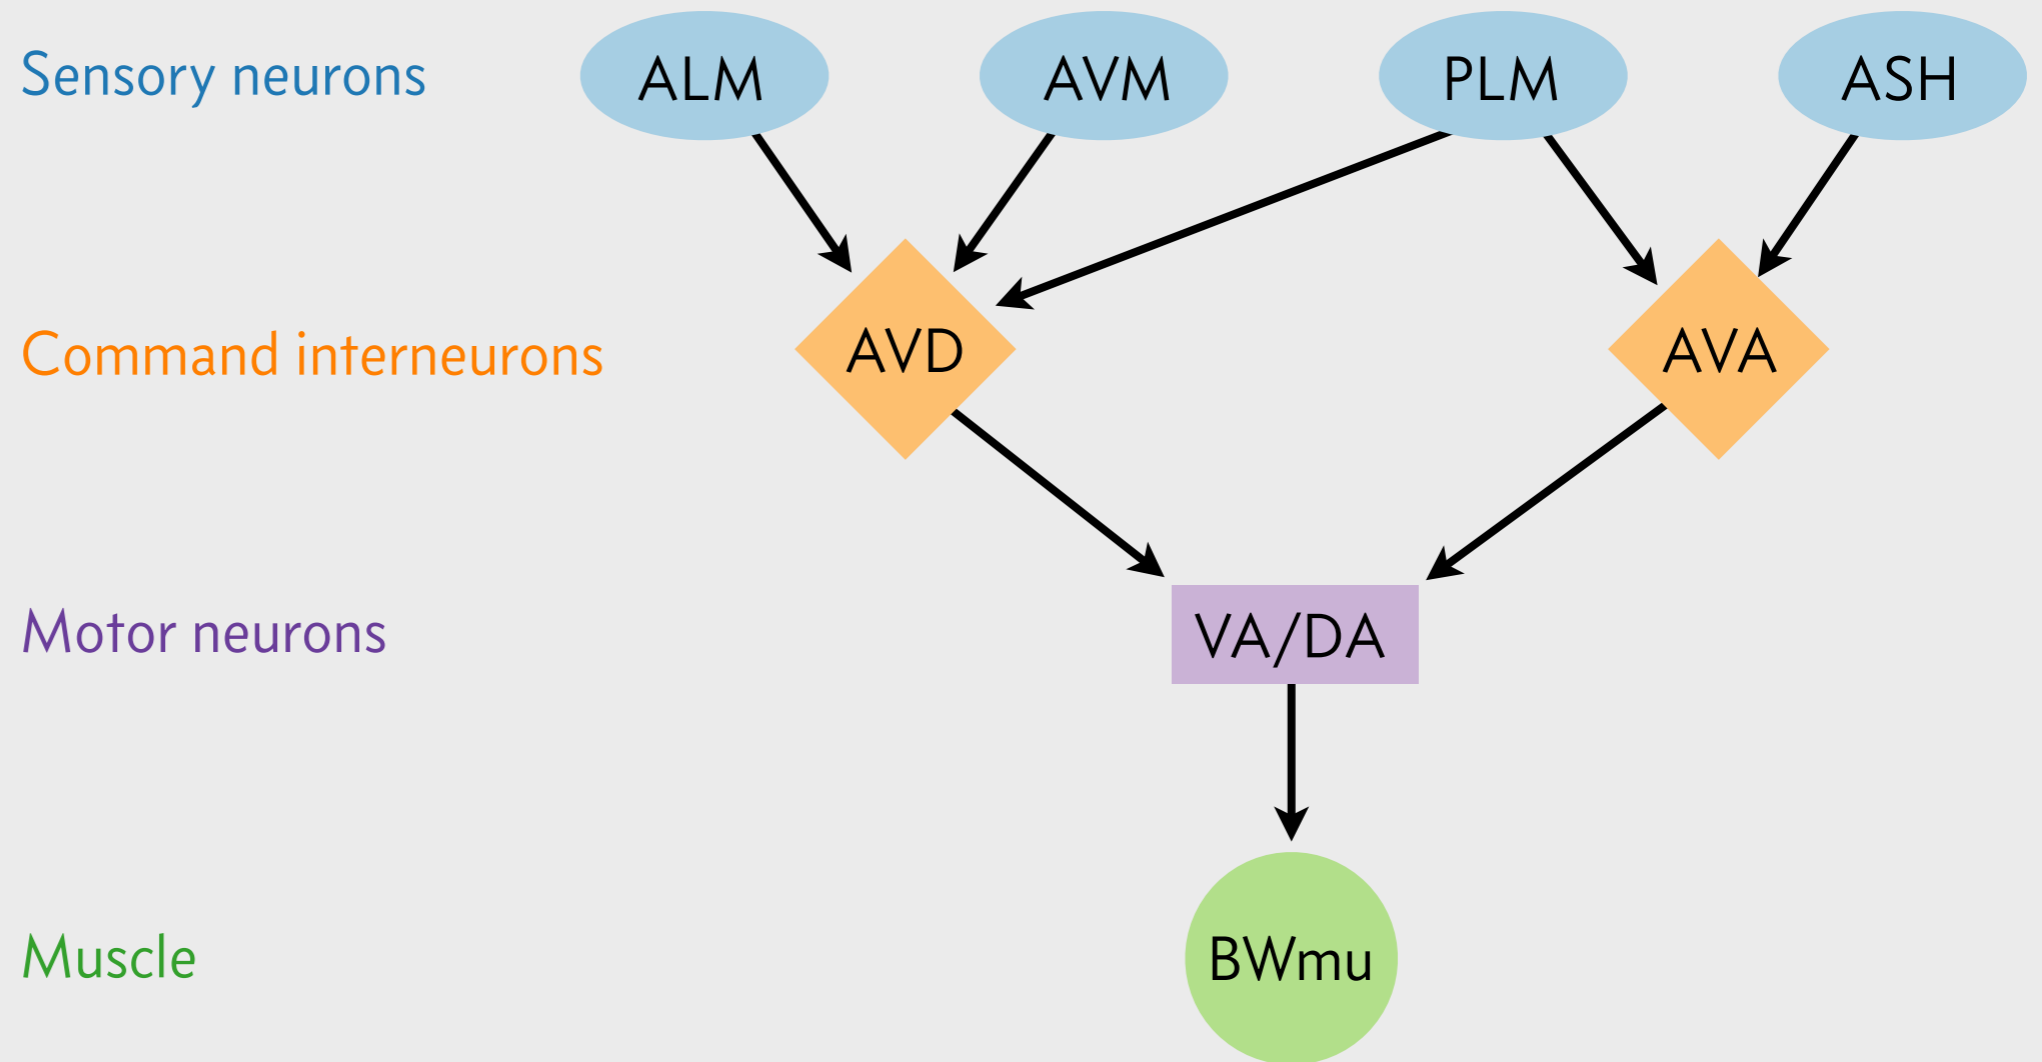 Sensory neurons
ALM
AVM
PLM
ASH
Command interneurons
AVD
AVA
Motor neurons
VA/DA
Muscle
BWmu